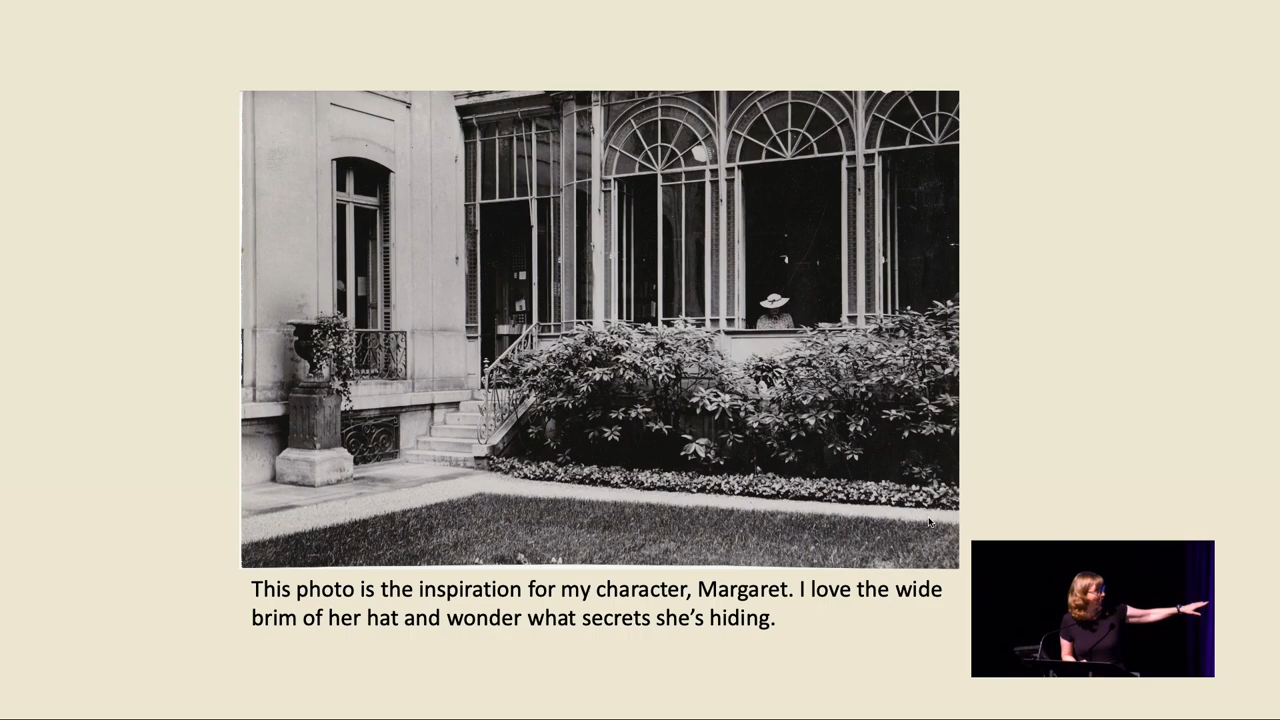 This photo is the inspiration for my character, Margaret. I love the wide
brim of her hat and wonder what secrets she’s hiding.